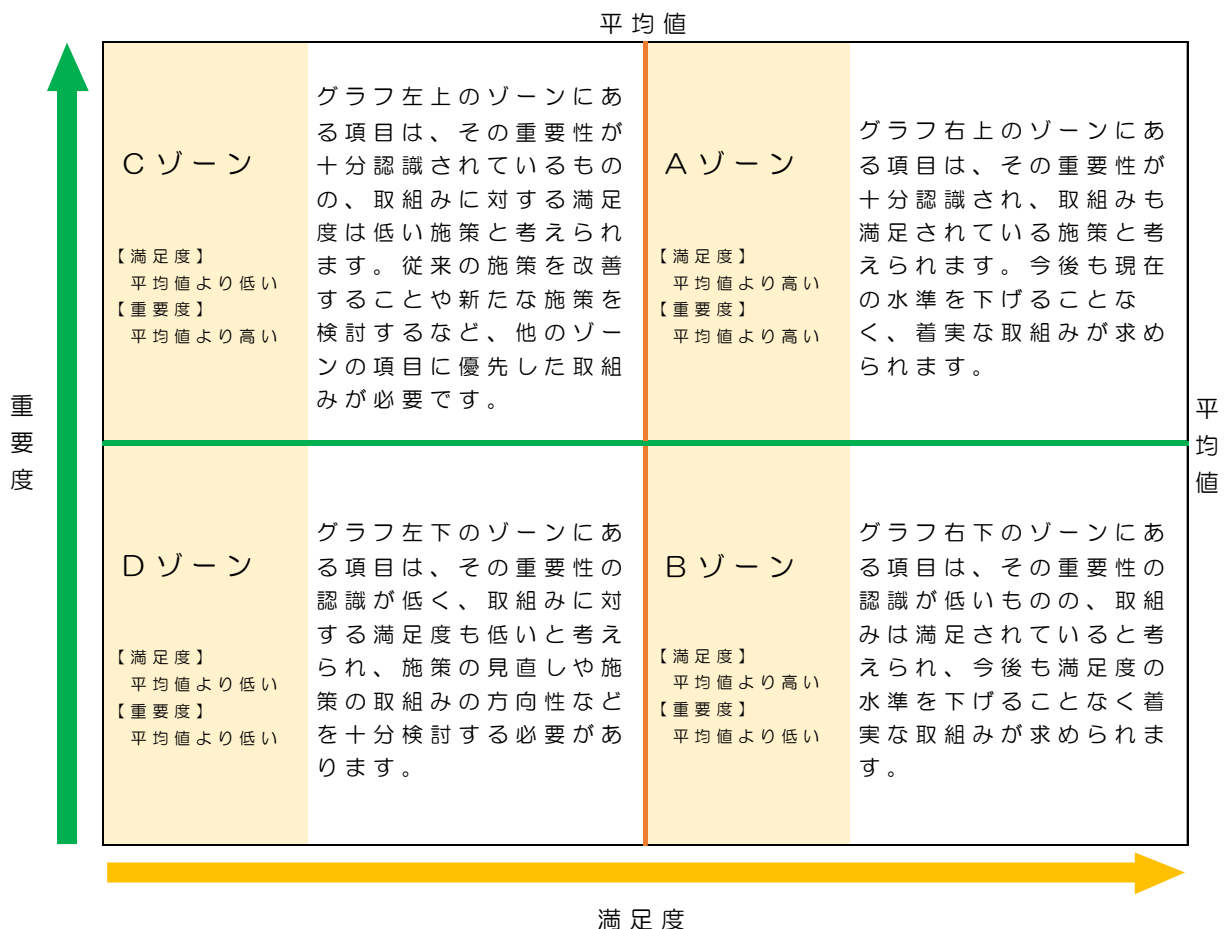 平均値
Cゾーン
【満足度】
平均値より低い
【重要度】
平均値より高い
グラフ左上のゾーンにあ
る項目は、その重要性が
十分認識されているもの
の、取組みに対する満足
度は低い施策と考えられ
ます。従来の施策を改善
することや新たな施策を
検討するなど、他のゾー
ンの項目に優先した取組
みが必要です。
Aゾーン
【満足度】
平均値より高い
【重要度】
平均値より高い
グラフ右上のゾーンにあ
る項目は、その重要性が
十分認識され、取組みも
満足されている施策と考
えられます。今後も現在
の水準を下げることな
く、着実な取組みが求め
られます。
重要度
平均値
Dゾーン
【満足度】
平均値より低い
【重要度】
平均値より低い
グラフ左下のゾーンにあ
る項目は、その重要性の
認識が低く、取組みに対
する満足度も低いと考え
られ、施策の見直しや施
策の取組みの方向性など
を十分検討する必要があ
ります。
Bゾーン
【満足度】
平均値より高い
【重要度】
平均値より低い
グラフ右下のゾーンにあ
る項目は、その重要性の
認識が低いものの、取組
みは満足されていると考
えられ、今後も満足度の
水準を下げることなく着
実な取組みが求められま
す。
満足度